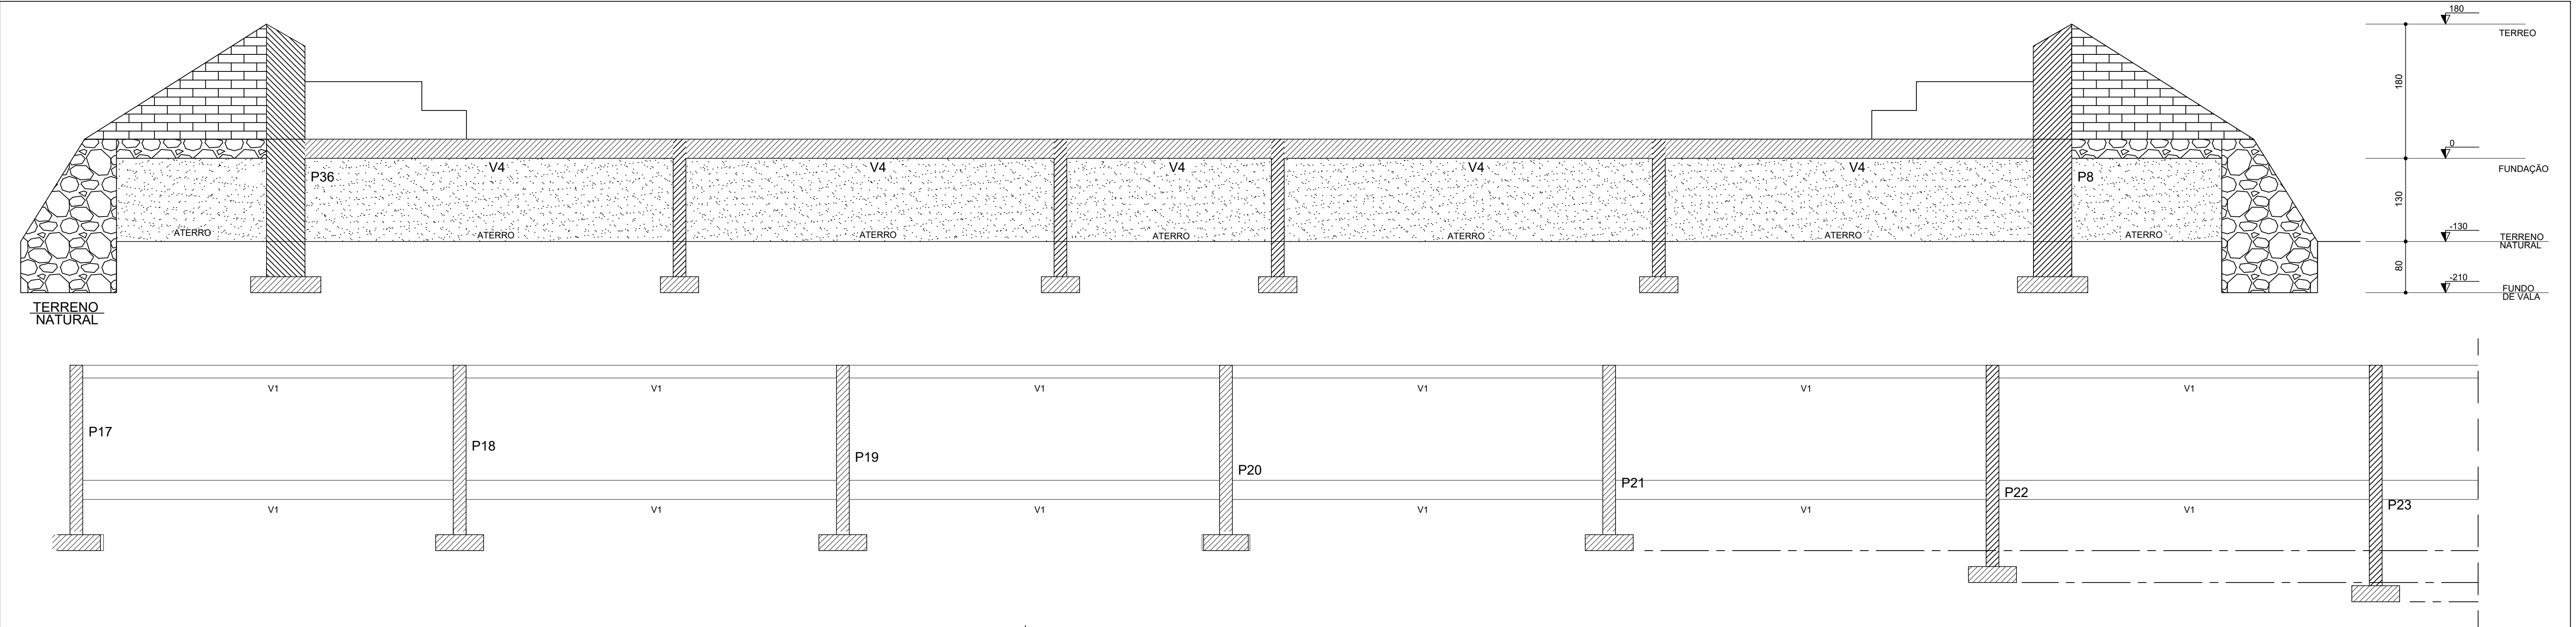 180
TERREO
180
0
V4
V4
V4
V4
V4
P36
P8
FUNDAÇÃO
130
ATERRO
ATERRO
ATERRO
ATERRO
ATERRO
ATERRO
ATERRO
-130
TERRENO
NATURAL
80
-210
FUNDO
DE VALA
TERRENO
NATURAL
V1
V1
V1
V1
V1
V1
P17
P18
P19
P20
P21
P22
P23
V1
V1
V1
V1
V1
V1